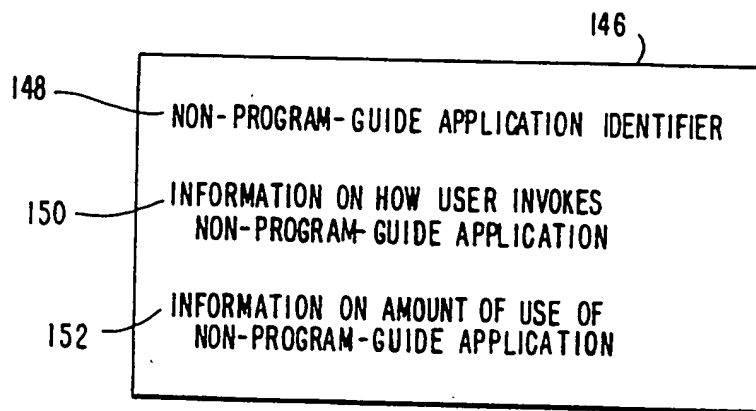 146
148
NON-PROGRAM-GUIDE APPLICATION IDENTIFIER
150
INFORMATION ON HOW USER INVOKES
NON-PROGRAM-GUIDE APPLICATION
152
INFORMATION ON AMOUNT OF USE OF
NON-PROGRAM-GUIDE APPLICATION